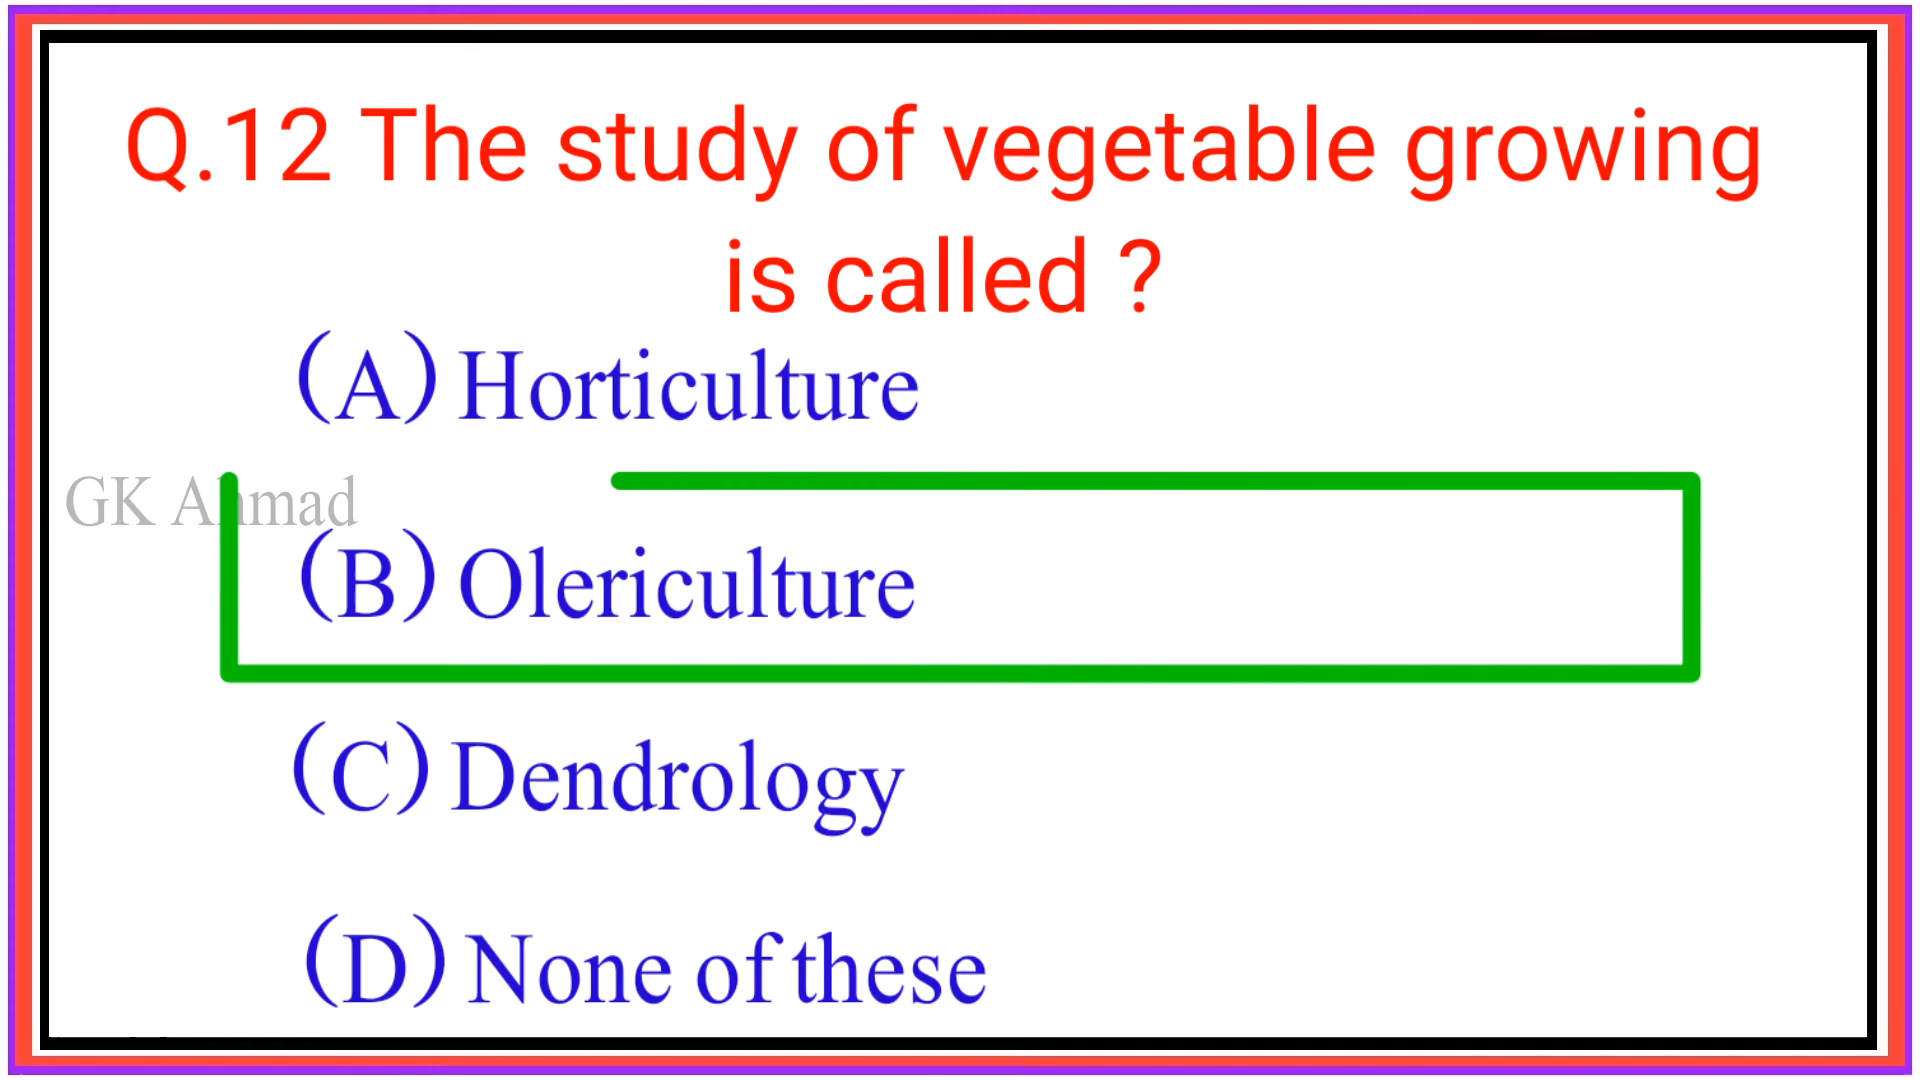 Q.12 The study of vegetable growing
is called ?
(A) Horticulture
GK Ahmad
(B) Olericulture
(C) Dendrology
(D) None of these